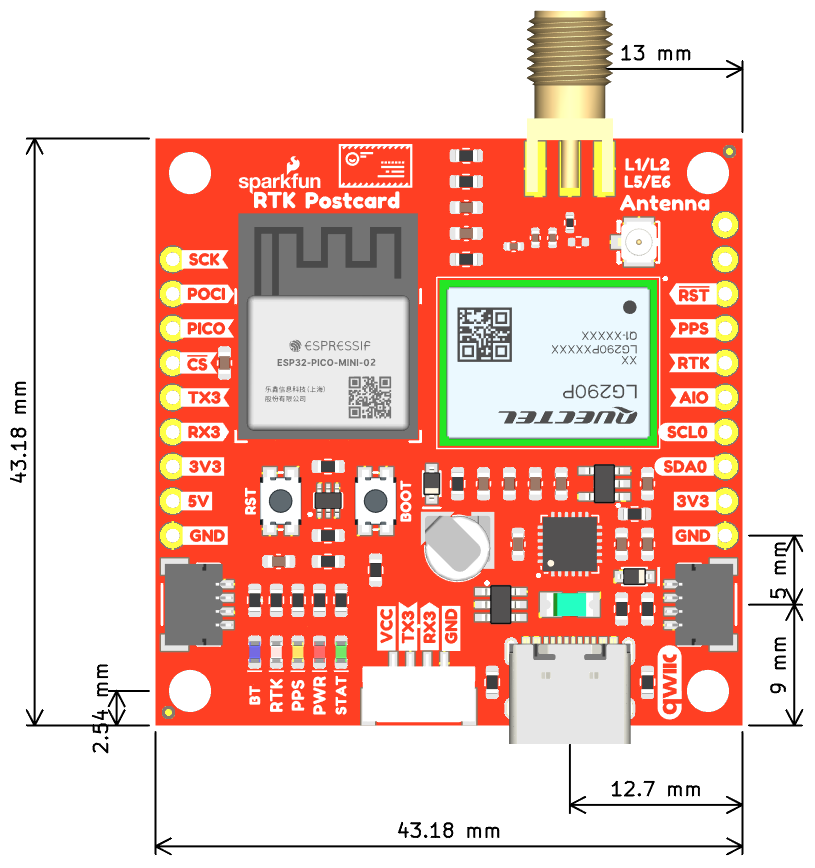 13 mm
L1/L2
L5/E6
Antenna
sparkfun
RTK Postcard
SCK
POCI
PICO
CS
TX3
RX3
3V3
5V
GND
ESPRESSIF
ESP32-PICO-MINI-02
乐鑫信息科技(上海)
股份有限公司
Q1-XX-XXXXX
LG290PXXXXX
XX
LG290P
QUECTEL
RST
PPS
RTK
AIO
SCL0
SDA0
3V3
GND
RST
BOOT
VCC
TX3
RX3
GND
BT
RTK
PPS
PWR
STAT
qwiic
43.18 mm
2.54 mm
5 mm
9 mm
12.7 mm
43.18 mm